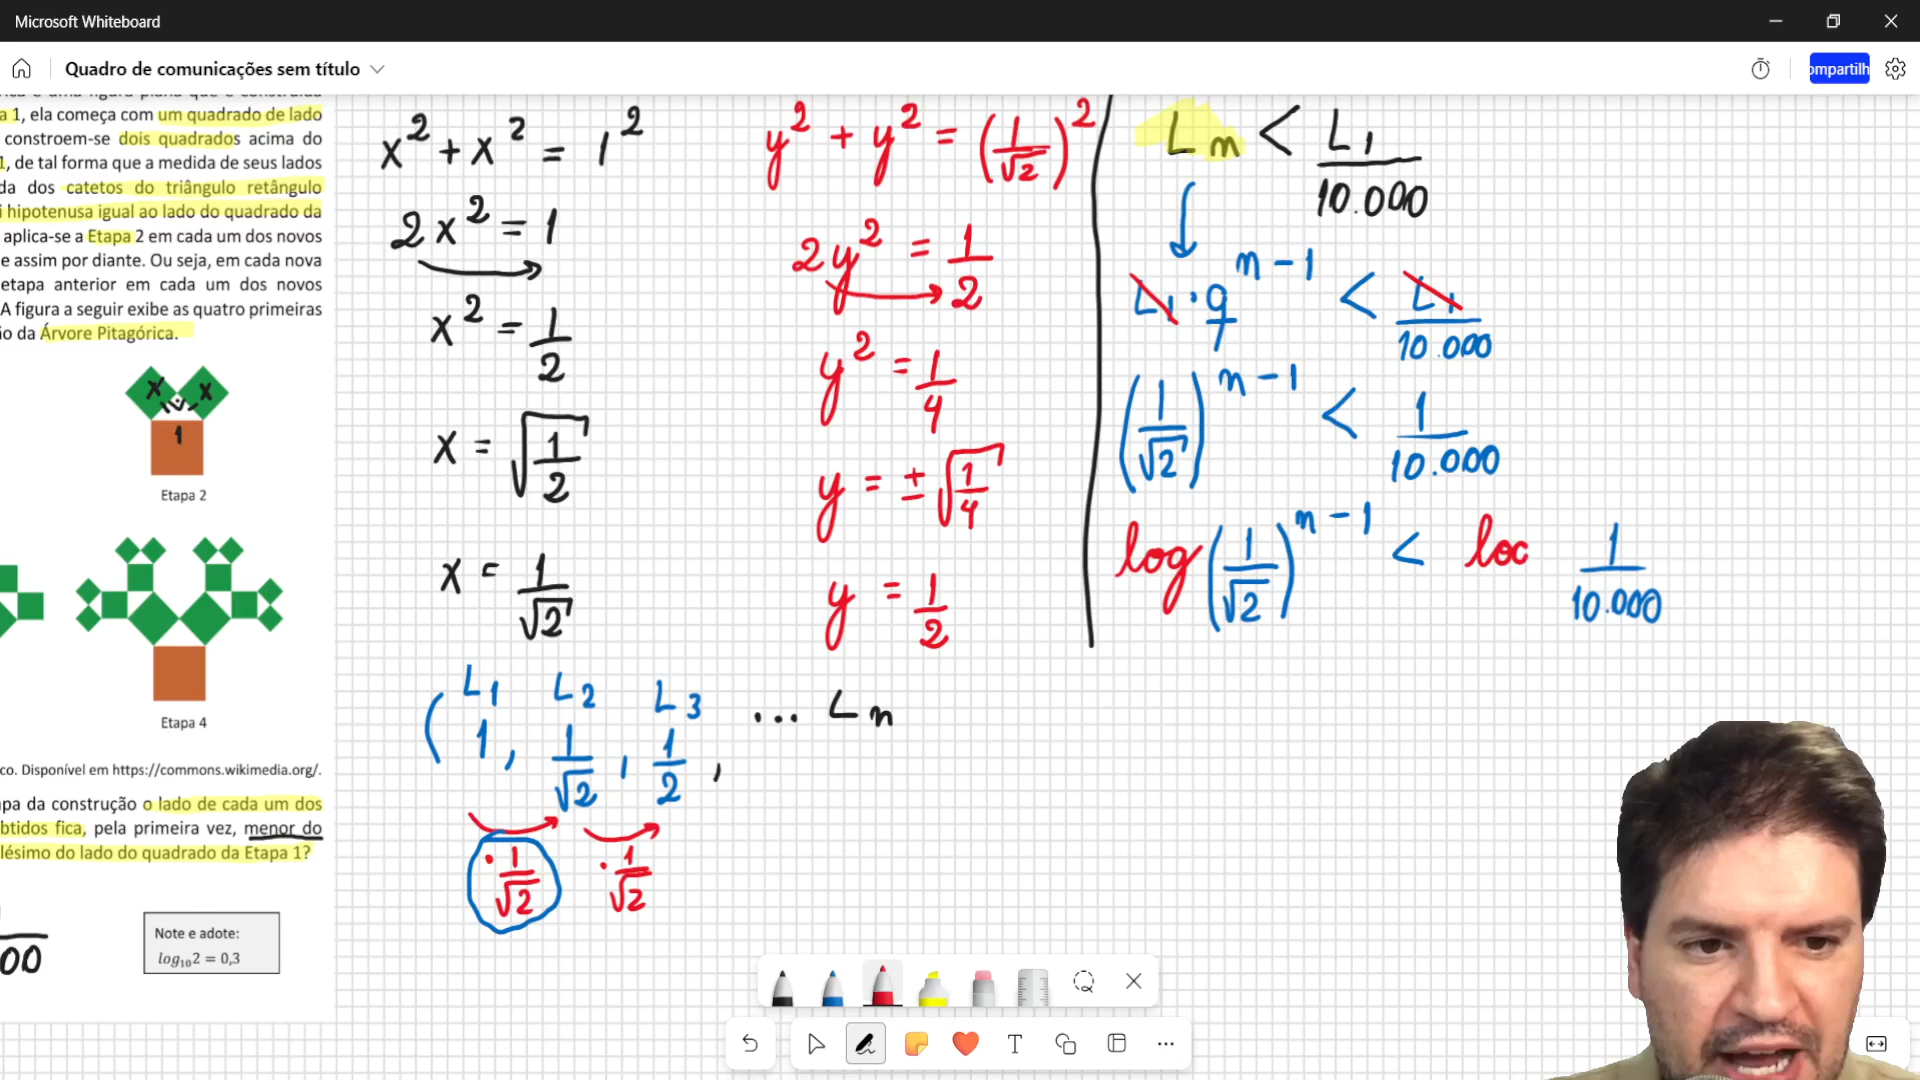 Microsoft Whiteboard
Quadro de comunicações sem título
ompartilh
a 1, ela começa com um quadrado de lado
constroem-se dois quadrados acima do
1, de tal forma que a medida de seus lados
da dos catetos do triângulo retângulo
i hipotenusa igual ao lado do quadrado da
aplica-se a Etapa 2 em cada um dos novos
e assim por diante. Ou seja, em cada nova
etapa anterior em cada um dos novos
A figura a seguir exibe as quatro primeiras
io da Árvore Pitagórica.
x x
1
Etapa 2
Etapa 4
co. Disponível em https://commons.wikimedia.org/.
apa da construção o lado de cada um dos
btidos fica, pela primeira vez, menor do
lésimo do lado do quadrado da Etapa 1?
00
Note e adote:
log₁₀2 = 0,3
x² + x² = 1²
2x² = 1
x² = 1/2
x = √(1/2)
x = 1/√2
y² + y² = (1/√2)²
2y² = 1/2
y² = 1/4
y = ± √(1/4)
y = 1/2
L₁ L₂ L₃ ... Lₙ
( 1, 1/√2, 1/2,
· 1/√2 · 1/√2
Lₙ < L₁/10.000
L₁ · q^(n-1) < L₁/10.000
(1/√2)^(n-1) < 1/10.000
log (1/√2)^(n-1) < loc 1/10.000